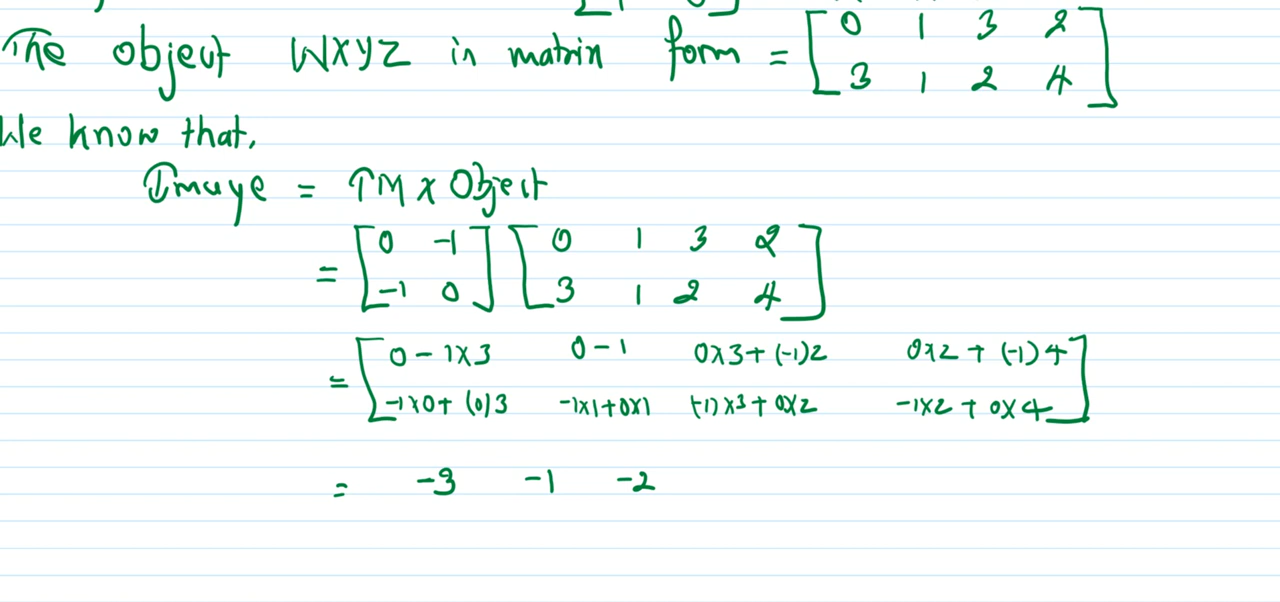 The object WXYZ in matrix form = [0 1 3 2
3 1 2 4]
We know that,
Image = TM x Object
= [0 -1
-1 0] [0 1 3 2
3 1 2 4]
= [0 - 1x3 0 - 1 0x3 + (-1)2 0x2 + (-1)4
-1x0 + (0)3 -1x1 + 0x1 (-1)x3 + 0x2 -1x2 + 0x4]
= -3 -1 -2